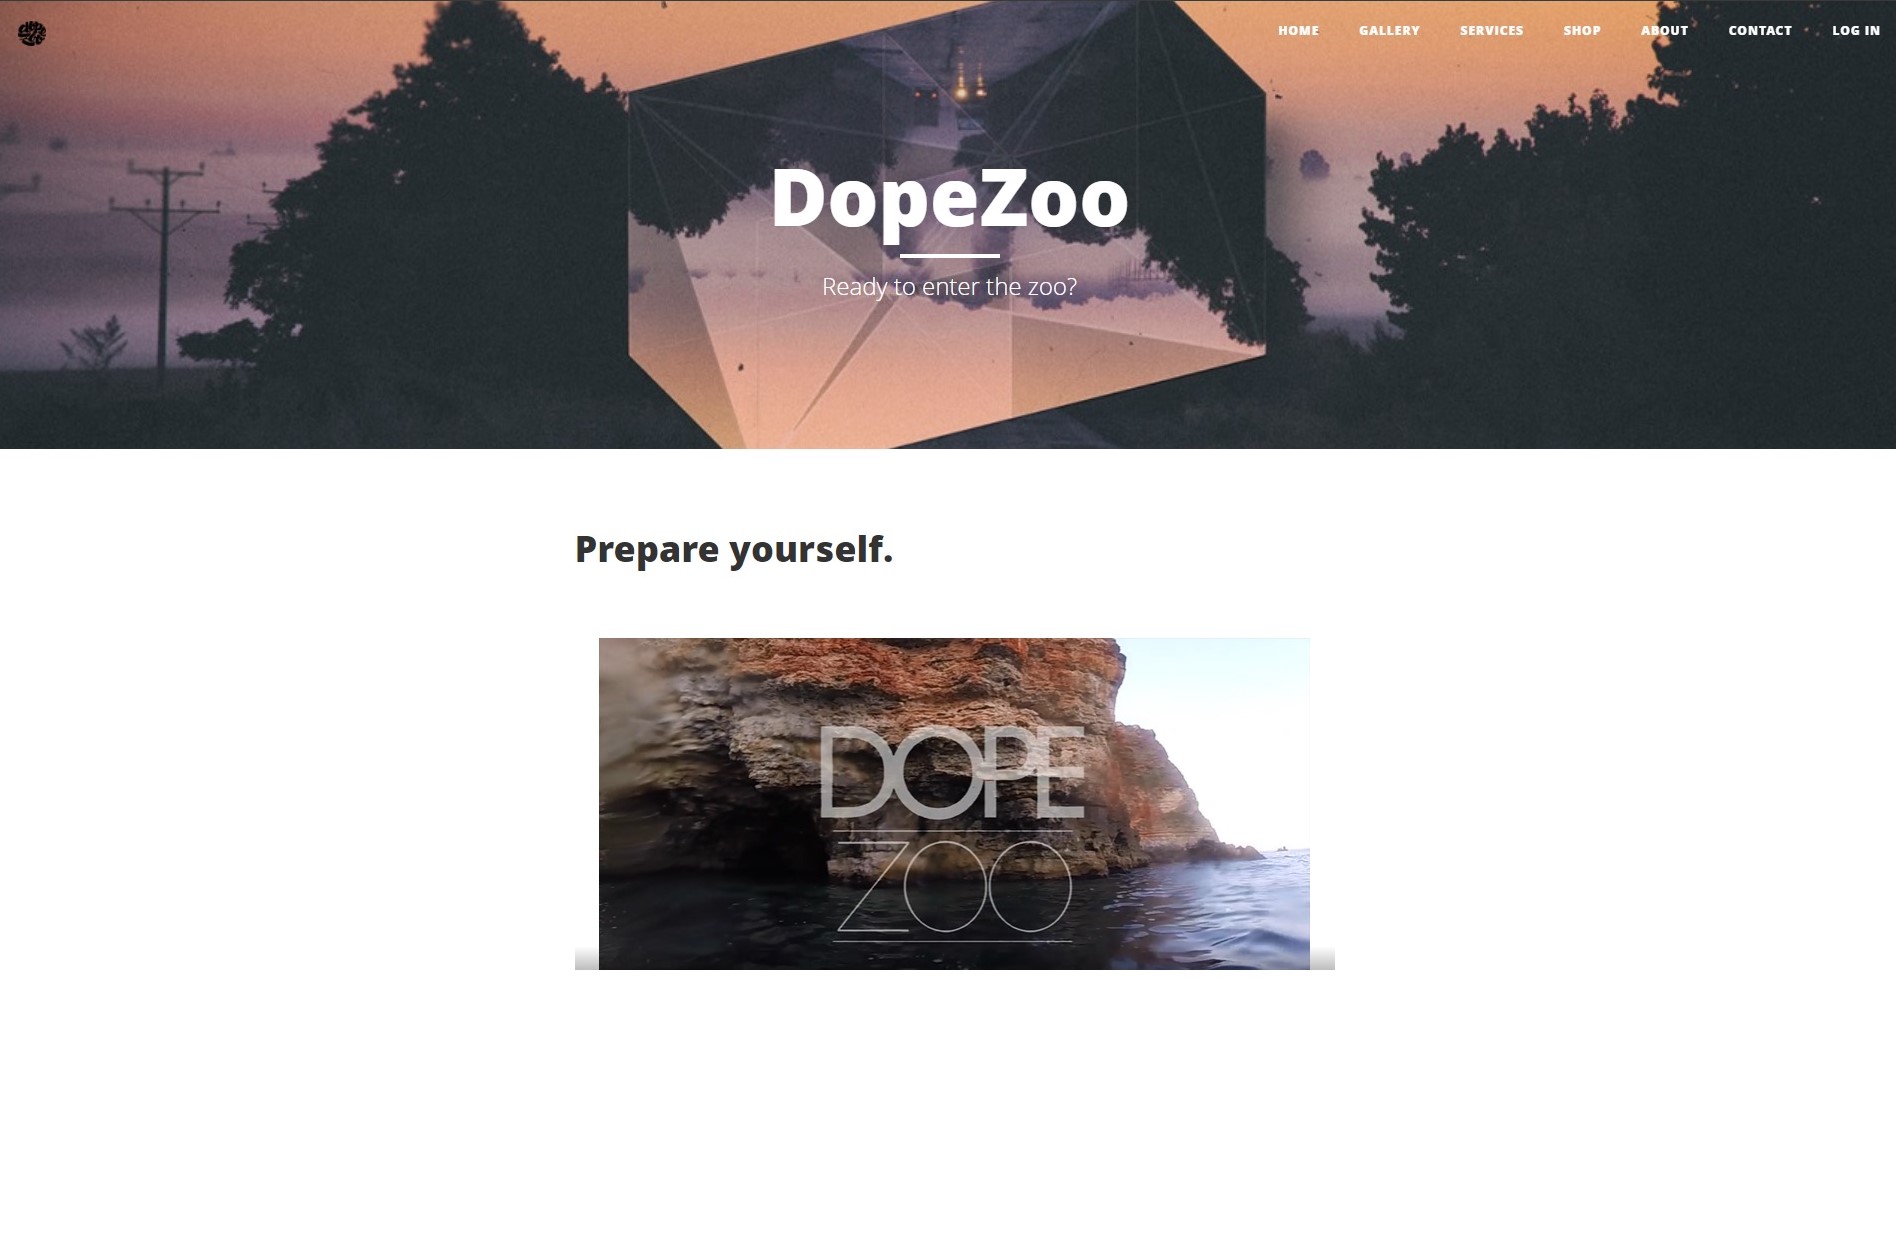 HOME GALLERY SERVICES SHOP ABOUT CONTACT LOG IN
DopeZoo
Ready to enter the zoo?
Prepare yourself.
DOPE
ZOO